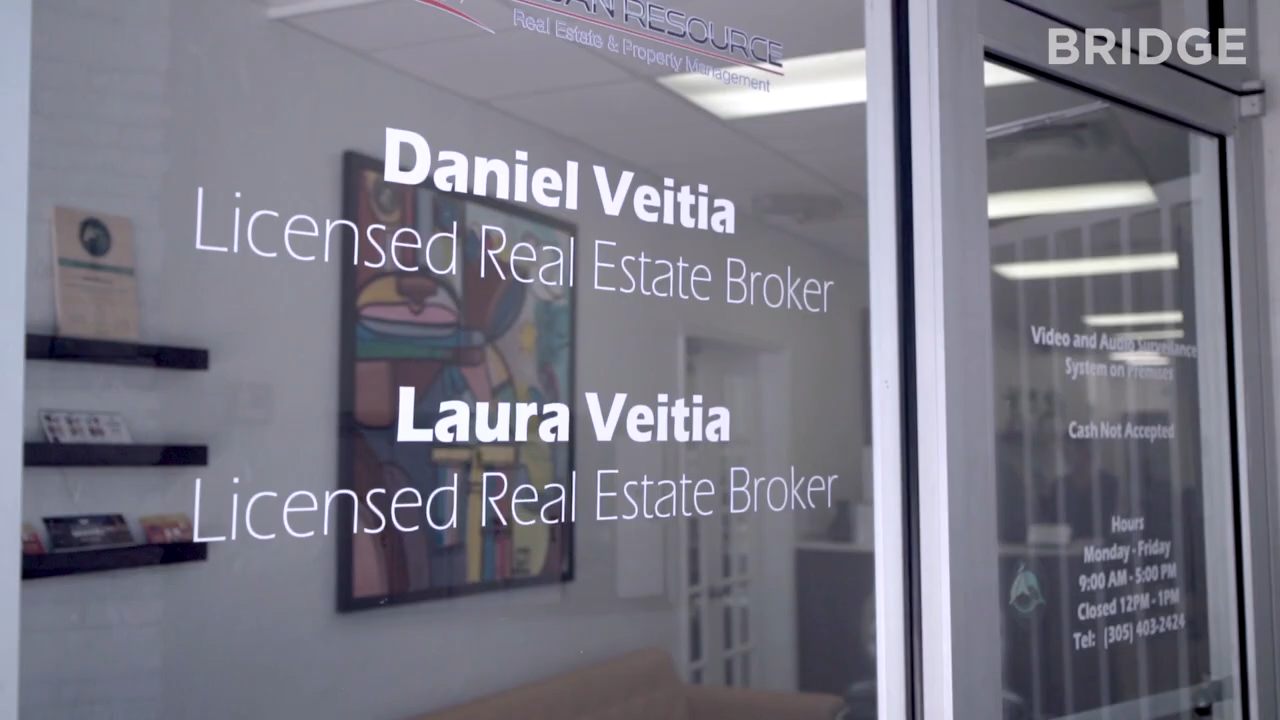 RESOURCE
Real Estate & Property Management
Daniel Veitia
Licensed Real Estate Broker
Laura Veitia
Licensed Real Estate Broker
BRIDGE
Video and Audio Surveillance
System on Premises
Cash Not Accepted
Hours
Monday - Friday
9:00 AM - 5:00 PM
Closed 12PM - 1PM
Tel: (305) 403-2424